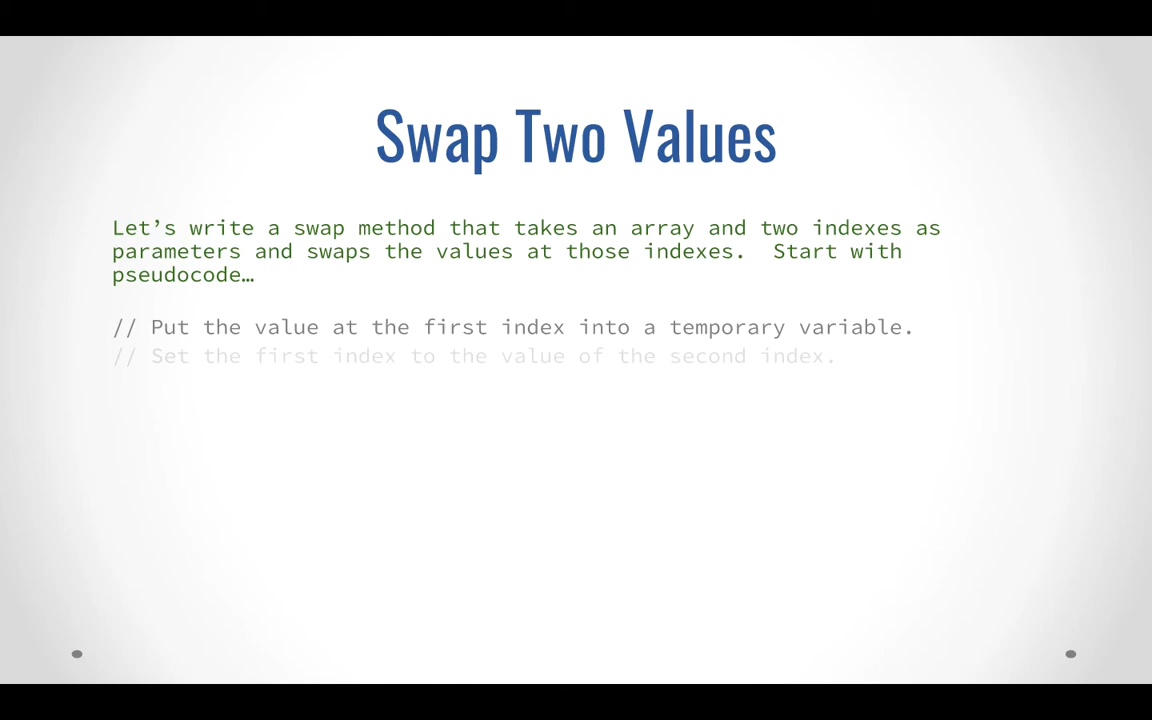 Swap Two Values
Let’s write a swap method that takes an array and two indexes as
parameters and swaps the values at those indexes.  Start with
pseudocode…
// Put the value at the first index into a temporary variable.
// Set the first index to the value of the second index.